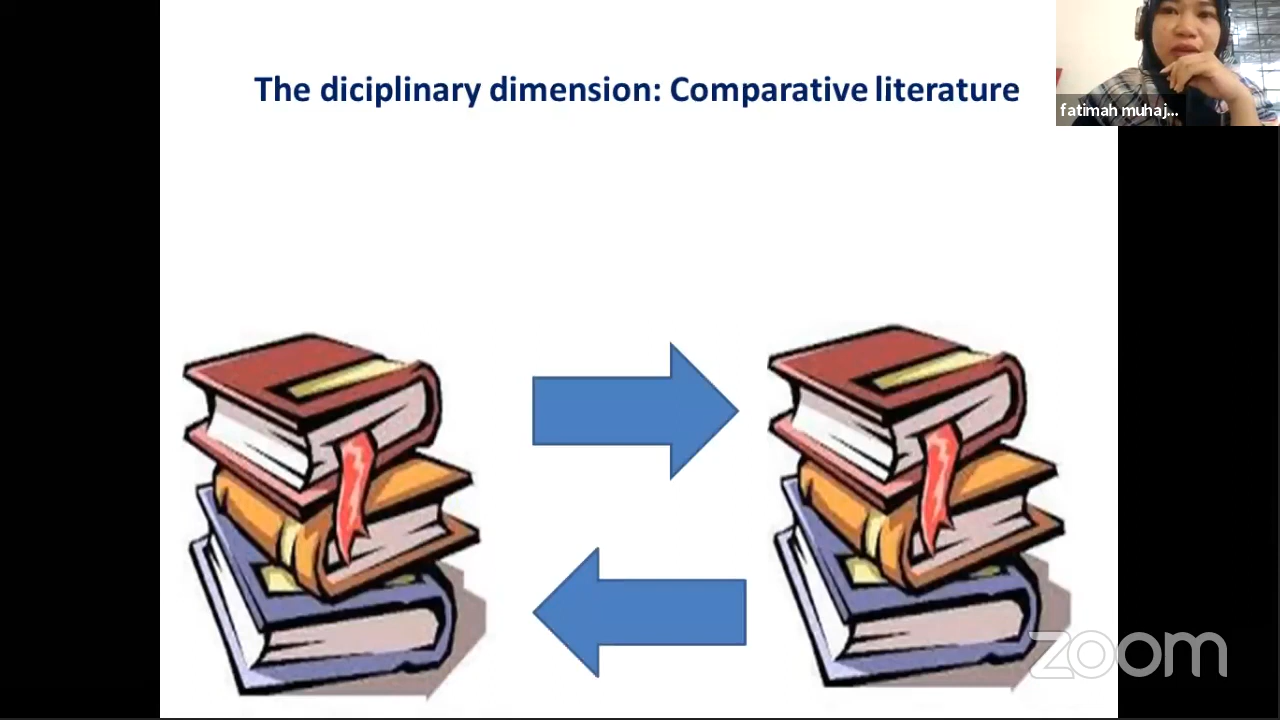 The diciplinary dimension: Comparative literature
fatimah muhaj...
zoom